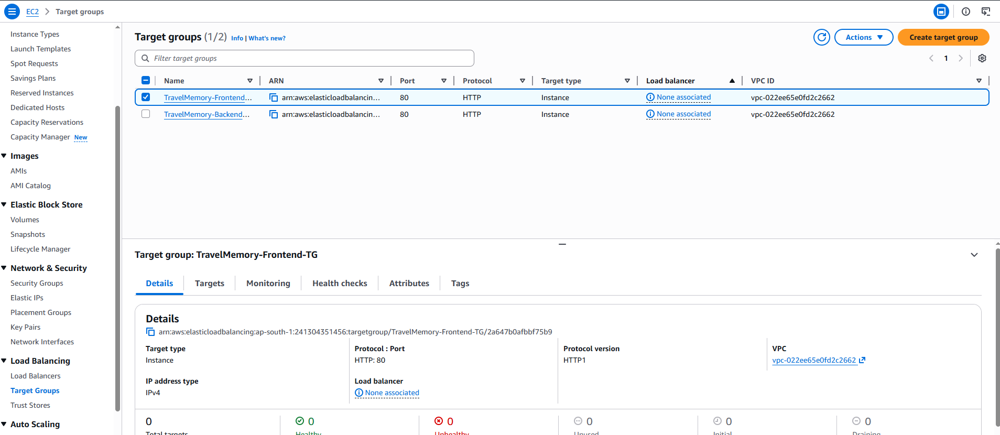 EC2 > Target groups
Instance Types
Launch Templates
Spot Requests
Savings Plans
Reserved Instances
Dedicated Hosts
Capacity Reservations
Capacity Manager New
Images
AMIs
AMI Catalog
Elastic Block Store
Volumes
Snapshots
Lifecycle Manager
Network & Security
Security Groups
Elastic IPs
Placement Groups
Key Pairs
Network Interfaces
Load Balancing
Load Balancers
Target Groups
Trust Stores
Auto Scaling
Target groups (1/2) Info | What's new?
Actions
Create target group
Filter target groups
1
Name ARN Port Protocol Target type Load balancer VPC ID
TravelMemory-Frontend... arn:aws:elasticloadbalancin... 80 HTTP Instance None associated vpc-022ee65e0fd2c2662
TravelMemory-Backend... arn:aws:elasticloadbalancin... 80 HTTP Instance None associated vpc-022ee65e0fd2c2662
Target group: TravelMemory-Frontend-TG
Details Targets Monitoring Health checks Attributes Tags
Details
arn:aws:elasticloadbalancing:ap-south-1:241304351456:targetgroup/TravelMemory-Frontend-TG/2a647b0afbbf75b9
Target type
Instance
Protocol : Port
HTTP: 80
Protocol version
HTTP1
VPC
vpc-022ee65e0fd2c2662
IP address type
IPv4
Load balancer
None associated
0
Total targets
0
Healthy
0
Unhealthy
0
Unused
0
Initial
0
Draining